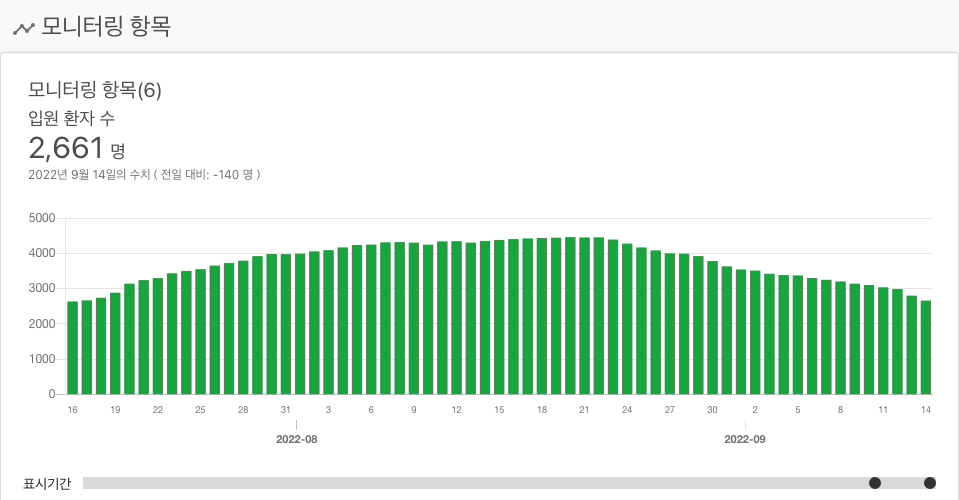 모니터링 항목
모니터링 항목(6)
입원 환자 수
2,661 명
2022년 9월 14일의 수치 ( 전일 대비: -140 명 )
5000
4000
3000
2000
1000
0
16 19 22 25 28 31 3 6 9 12 15 18 21 24 27 30 2 5 8 11 14
2022-08 2022-09
표시기간